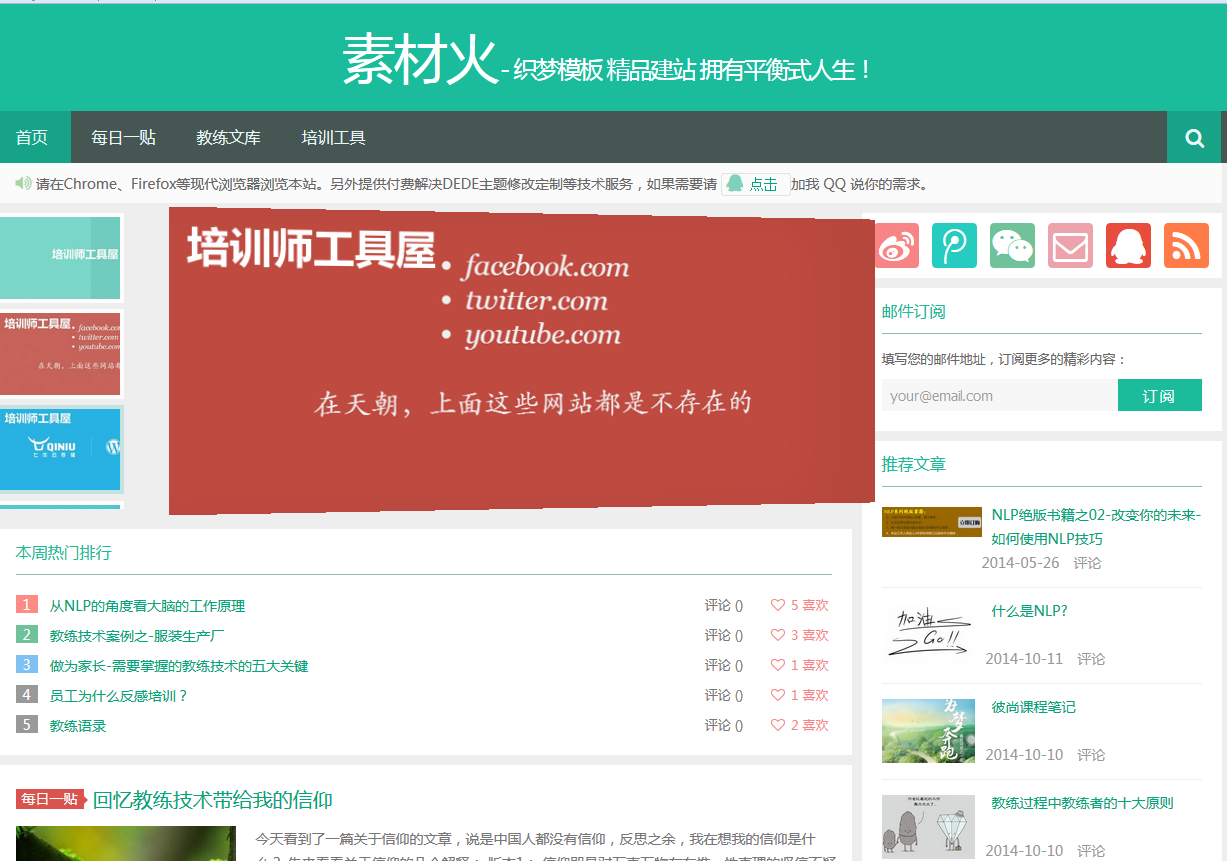 素材火 - 织梦模板 精品建站 拥有平衡式人生！
首页 每日一贴 教练文库 培训工具
请在Chrome、Firefox等现代浏览器浏览本站。另外提供付费解决DEDE主题修改定制等技术服务，如果需要请 点击 加我 QQ 说你的需求。
培训师工具屋
培训师工具屋
facebook.com
twitter.com
youtube.com
培训师工具屋
QINIU
培训师工具屋
• facebook.com
• twitter.com
• youtube.com
在天朝，上面这些网站都是不存在的
邮件订阅
填写您的邮件地址，订阅更多的精彩内容：
your@email.com 订阅
推荐文章
立即订购
NLP绝版书籍之02-改变你的未来-
如何使用NLP技巧
2014-05-26 评论
加油
Go!!
什么是NLP?
2014-10-11 评论
为梦
奔跑
彼尚课程笔记
2014-10-10 评论
教练过程中教练者的十大原则
2014-10-10 评论
本周热门排行
1 从NLP的角度看大脑的工作原理 评论 () 5 喜欢
2 教练技术案例之-服装生产厂 评论 () 3 喜欢
3 做为家长-需要掌握的教练技术的五大关键 评论 () 1 喜欢
4 员工为什么反感培训？ 评论 () 1 喜欢
5 教练语录 评论 () 2 喜欢
每日一贴 回忆教练技术带给我的信仰
今天看到了一篇关于信仰的文章，说是中国人都没有信仰，反思之余，我在想我的信仰是什